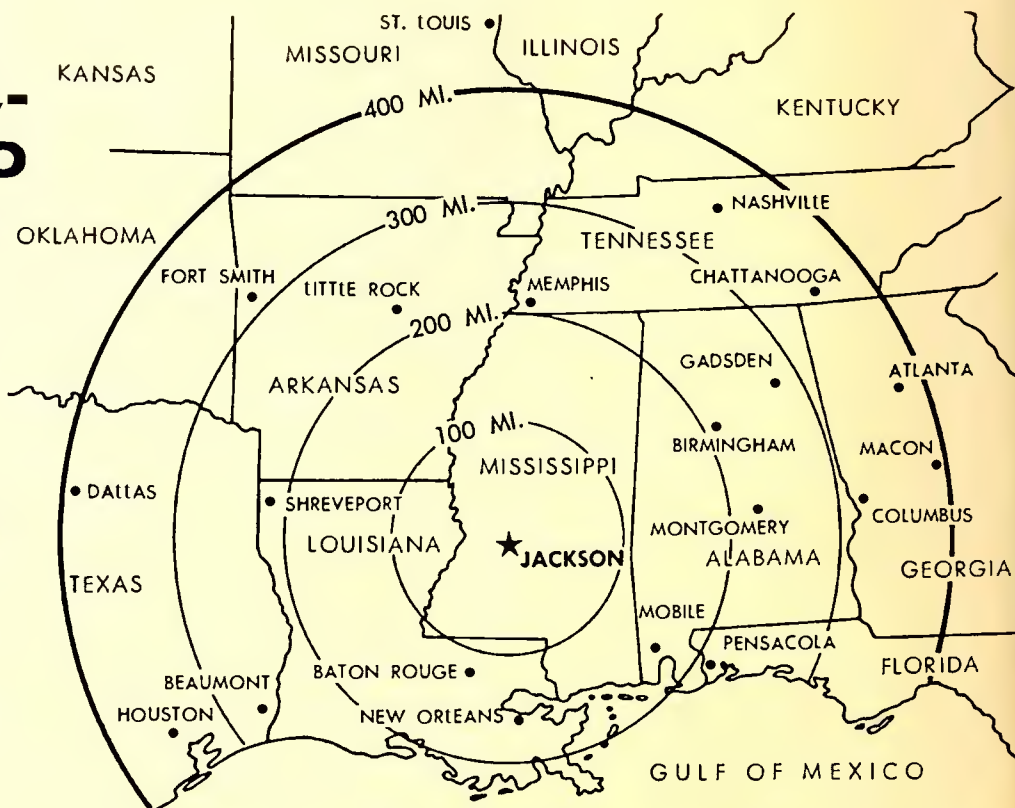 ST. LOUIS
MISSOURI
ILLINOIS
KANSAS
400 MI.
KENTUCKY
OKLAHOMA
300 MI.
NASHVILLE
TENNESSEE
FORT SMITH
LITTLE ROCK
MEMPHIS
CHATTANOOGA
200 MI.
GADSDEN
ATLANTA
ARKANSAS
100 MI.
BIRMINGHAM
MACON
MISSISSIPPI
DALLAS
SHREVEPORT
MONTGOMERY
COLUMBUS
LOUISIANA
JACKSON
ALABAMA
GEORGIA
TEXAS
MOBILE
PENSACOLA
FLORIDA
BATON ROUGE
BEAUMONT
HOUSTON
NEW ORLEANS
GULF OF MEXICO